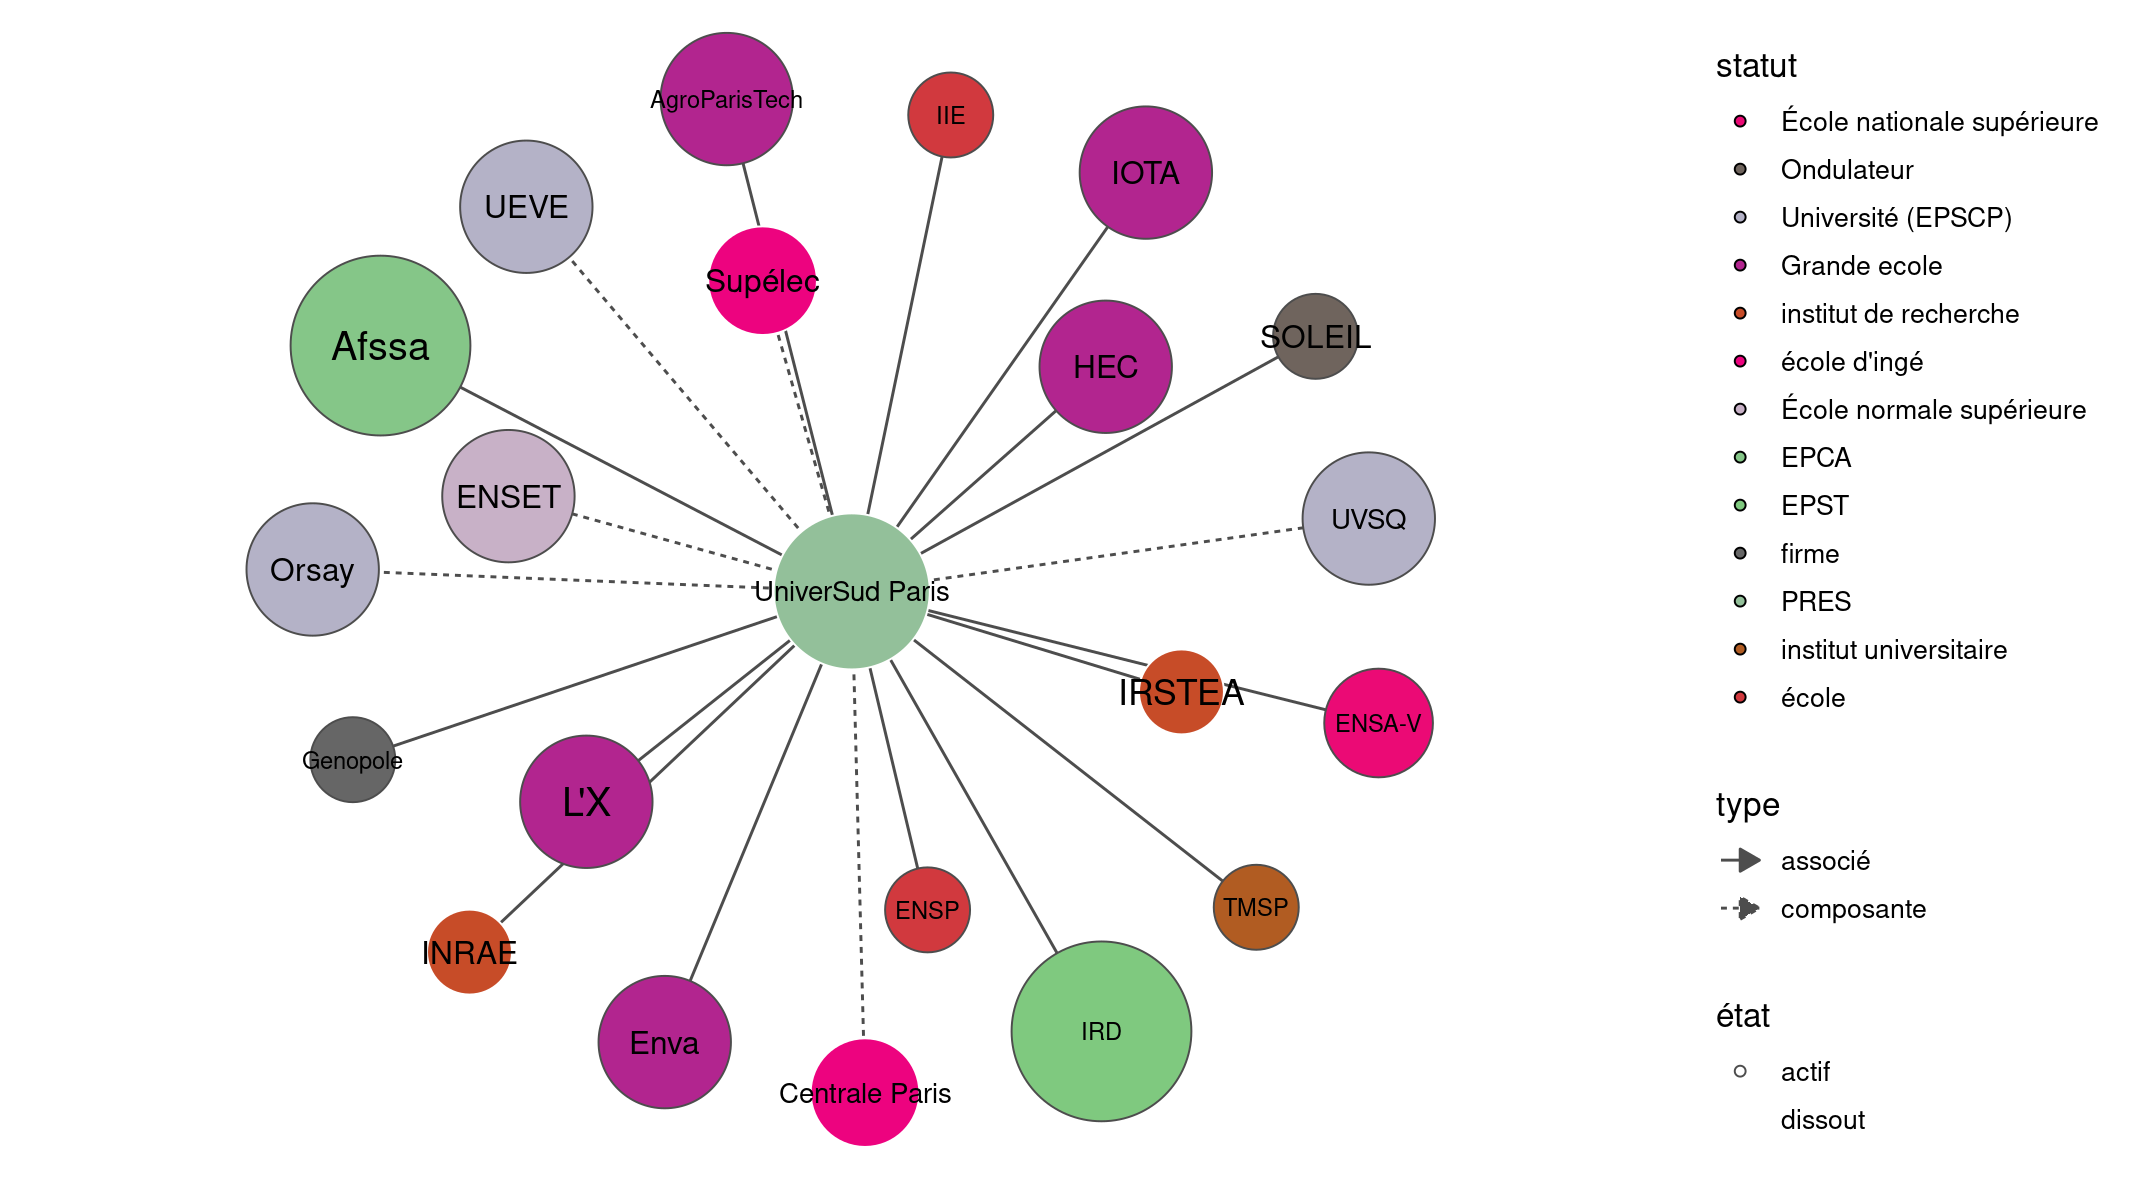 AgroParisTech
IIE
IOTA
UEVE
Supélec
SOLEIL
Afssa
HEC
ENSET
UVSQ
Orsay
UniverSud Paris
IRSTEA
ENSA-V
Genopole
L'X
TMSP
ENSP
INRAE
IRD
Enva
Centrale Paris
statut
École nationale supérieure
Ondulateur
Université (EPSCP)
Grande ecole
institut de recherche
école d'ingé
École normale supérieure
EPCA
EPST
firme
PRES
institut universitaire
école
type
associé
composante
état
actif
dissout